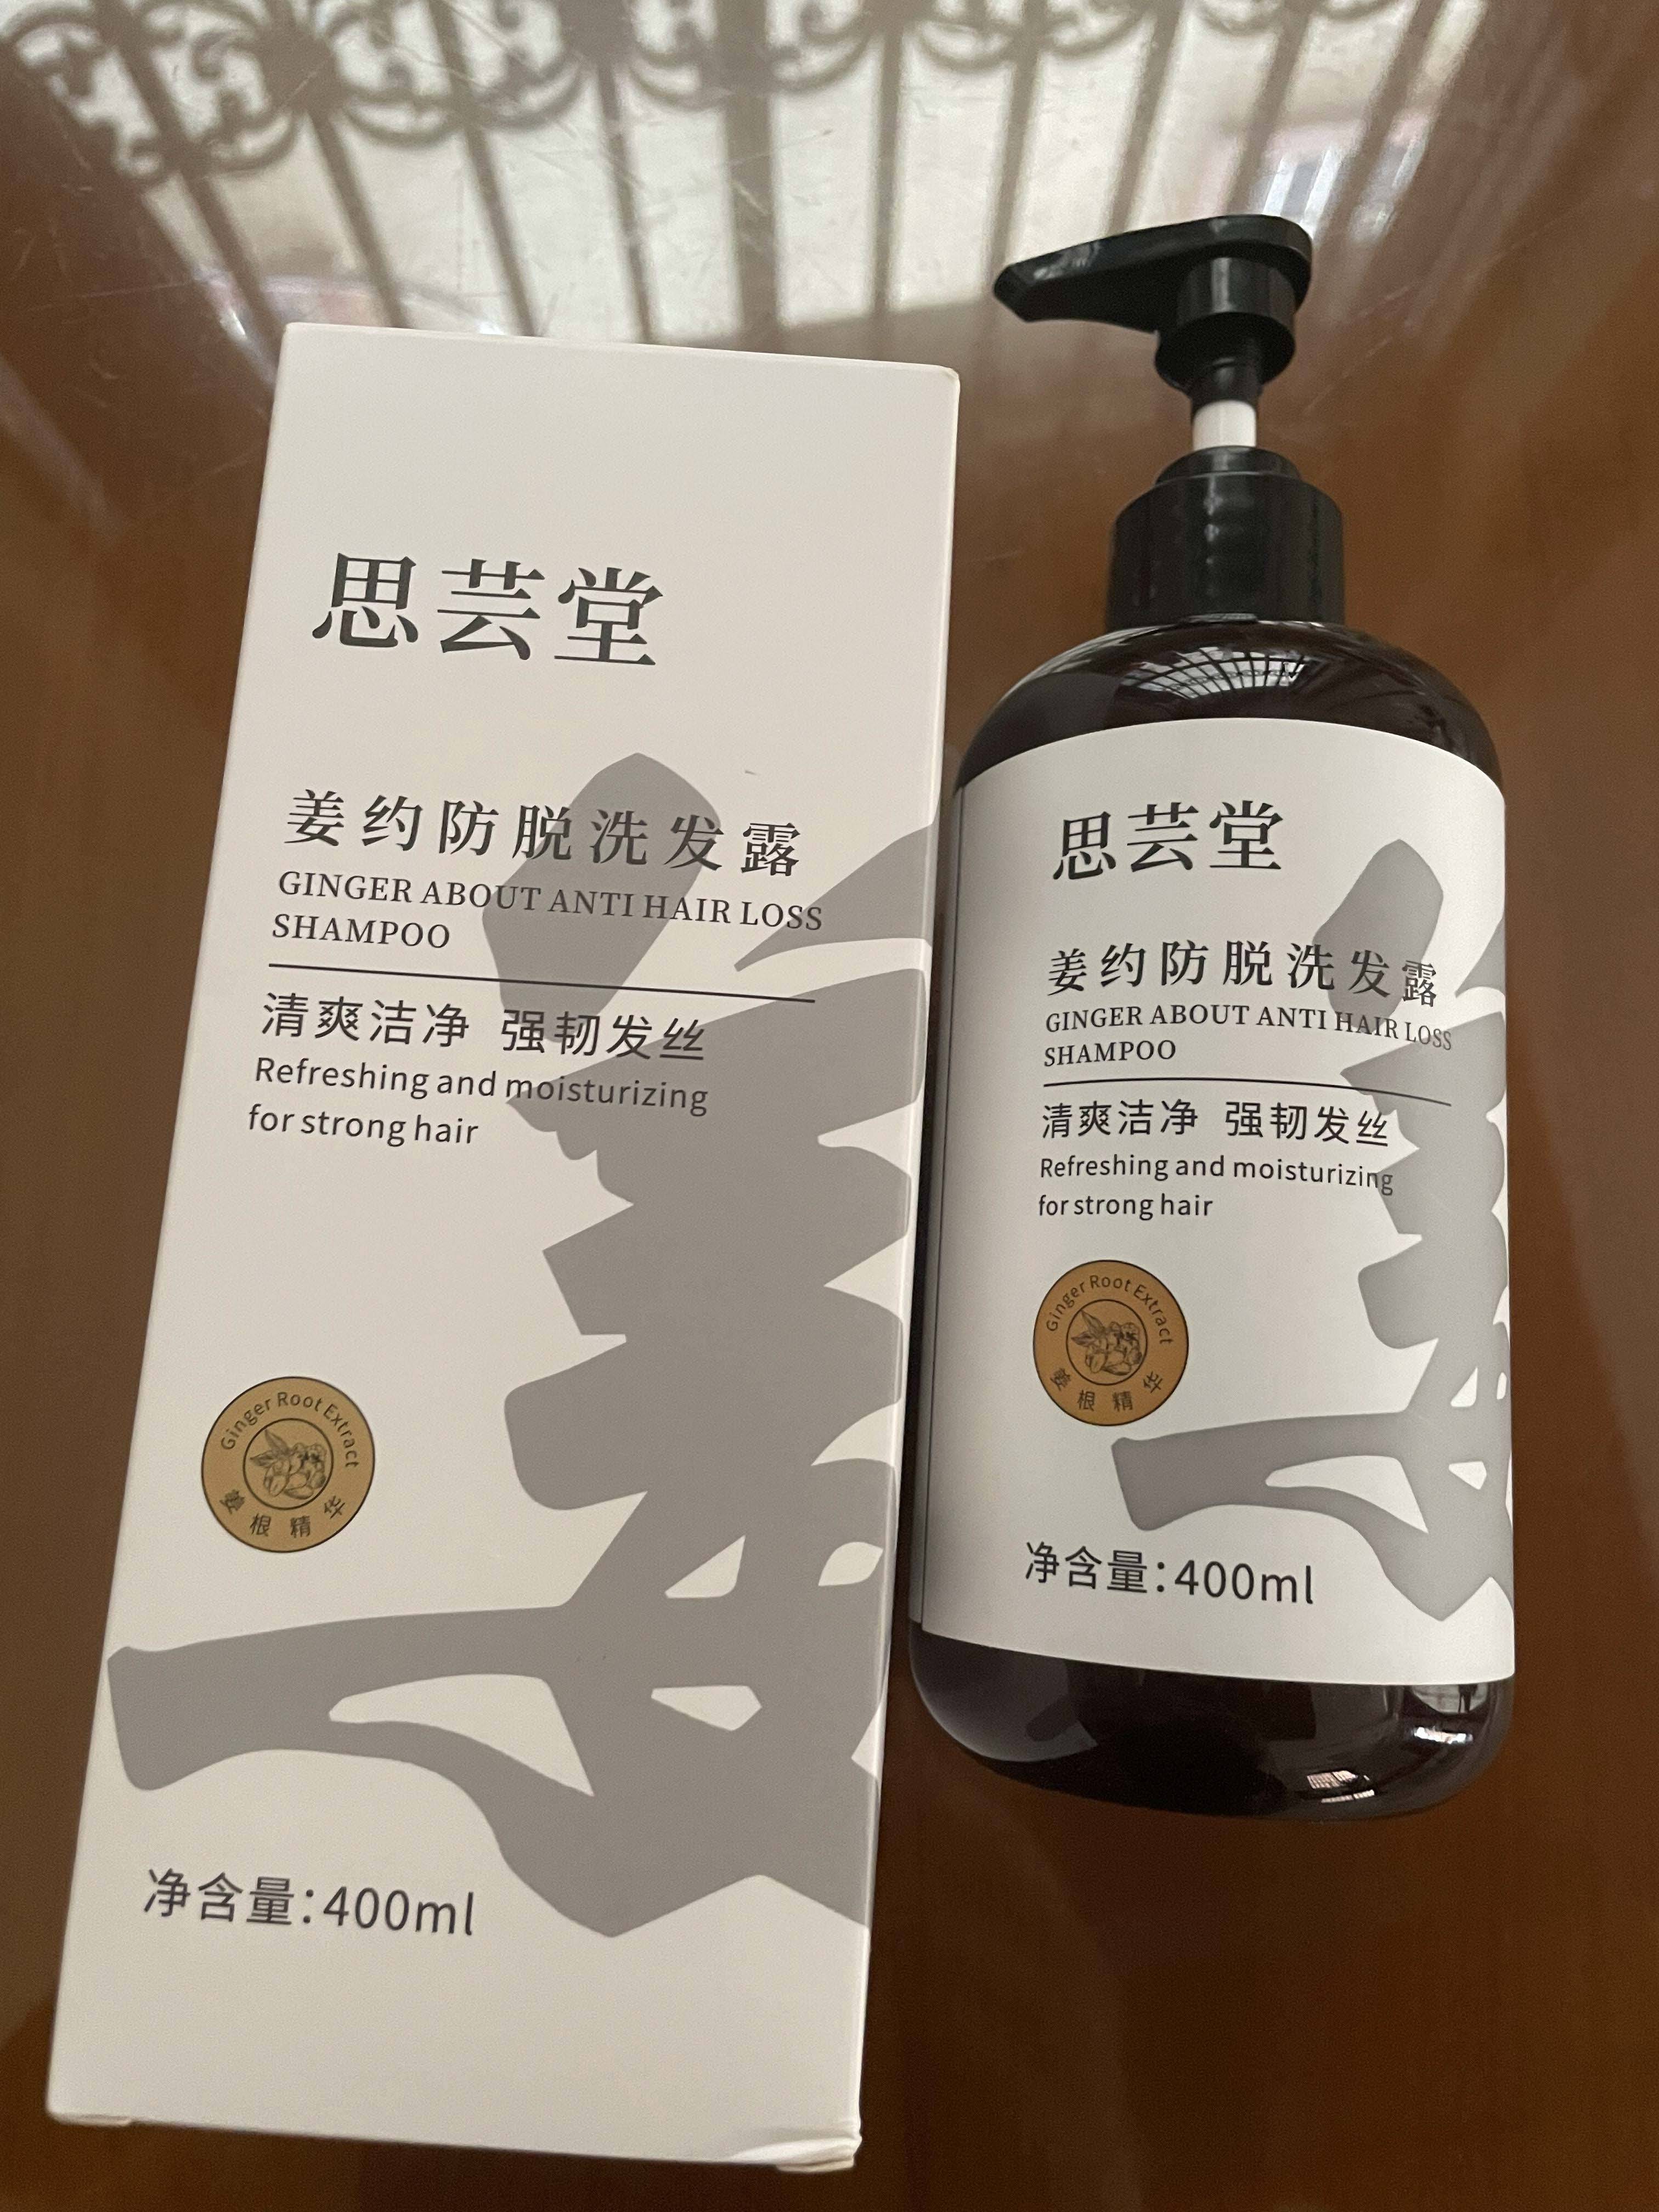 思芸堂
姜约防脱洗发露
GINGER ABOUT ANTI HAIR LOSS
SHAMPOO
清爽洁净 强韧发丝
Refreshing and moisturizing
for strong hair
Ginger Root Extract
姜根精华
净含量:400ml
思芸堂
姜约防脱洗发露
GINGER ABOUT ANTI HAIR LOSS
SHAMPOO
清爽洁净 强韧发丝
Refreshing and moisturizing
for strong hair
Ginger Root Extract
姜根精华
净含量:400ml